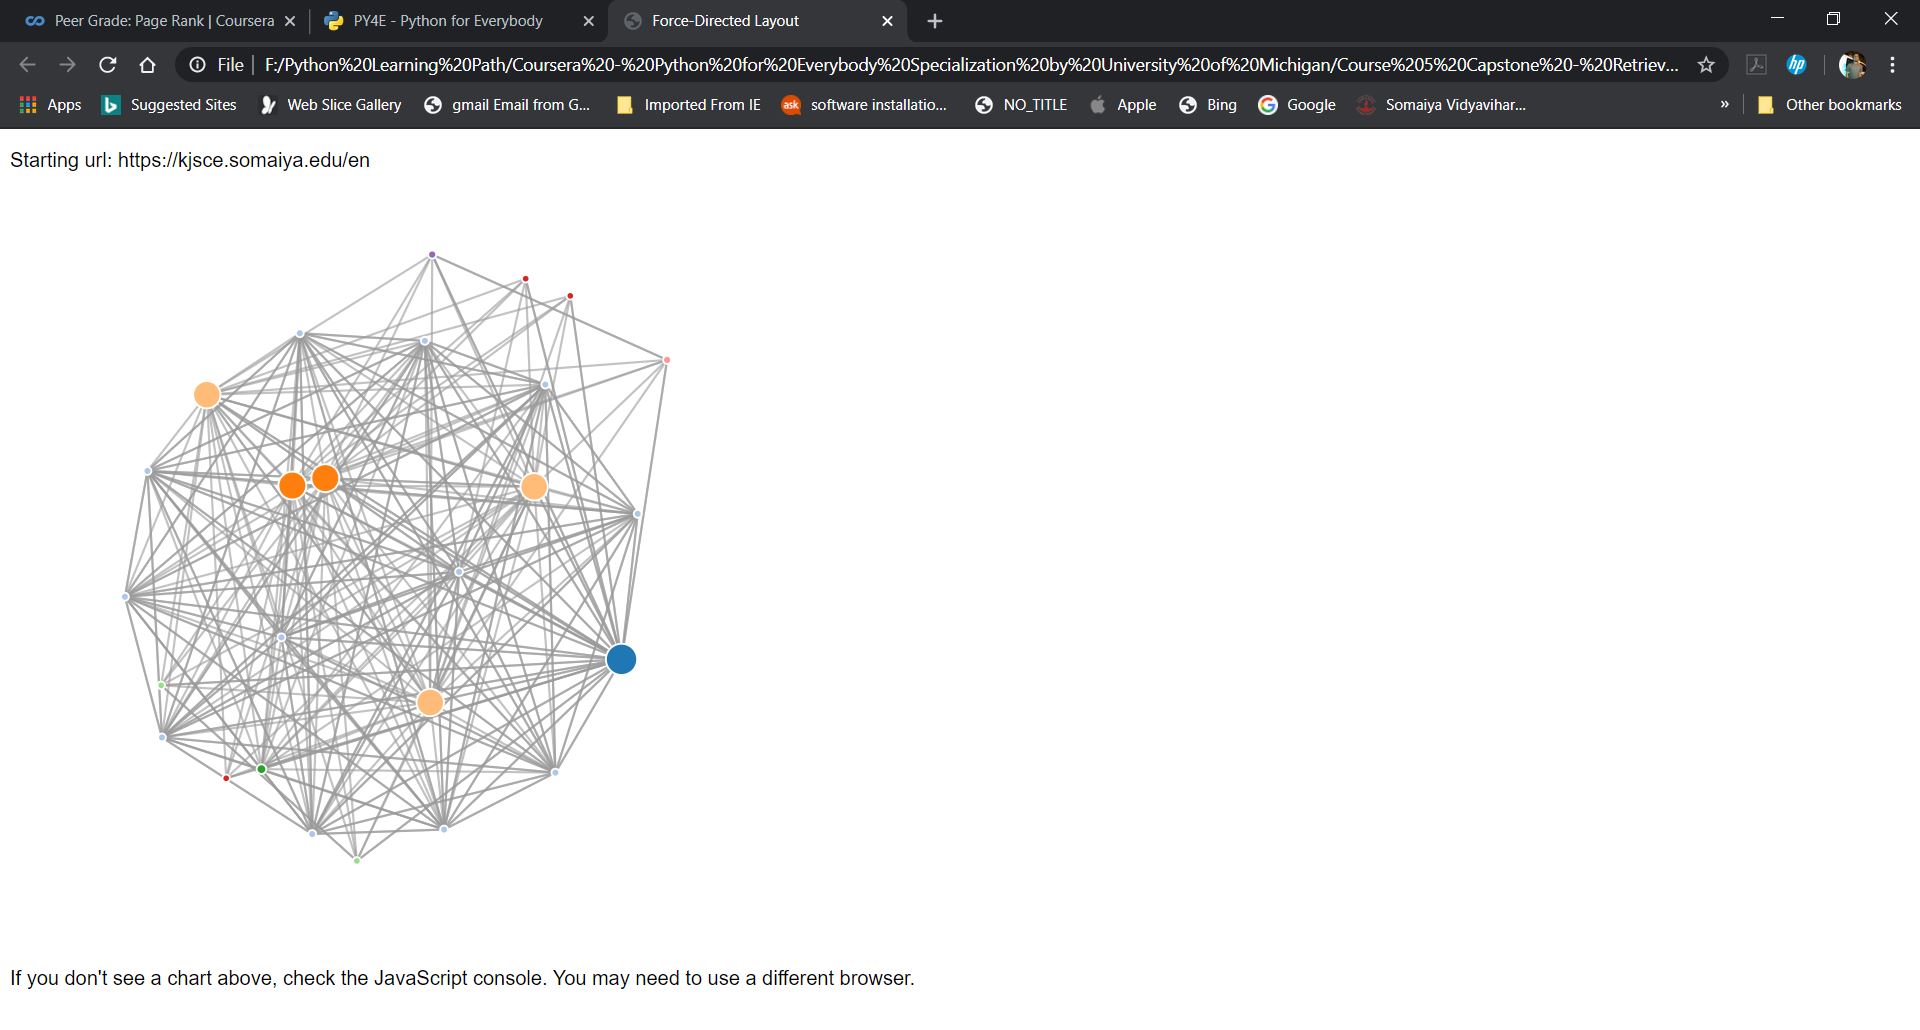 Peer Grade: Page Rank | Coursera
PY4E - Python for Everybody
Force-Directed Layout
File
F:/Python%20Learning%20Path/Coursera%20-%20Python%20for%20Everybody%20Specialization%20by%20University%20of%20Michigan/Course%205%20Capstone%20-%20Retriev...
hp
Apps
b Suggested Sites
Web Slice Gallery
gmail Email from G...
Imported From IE
ask software installatio...
NO_TITLE
Apple
Bing
G Google
Somaiya Vidyavihar...
»
Other bookmarks
Starting url: https://kjsce.somaiya.edu/en
If you don't see a chart above, check the JavaScript console. You may need to use a different browser.